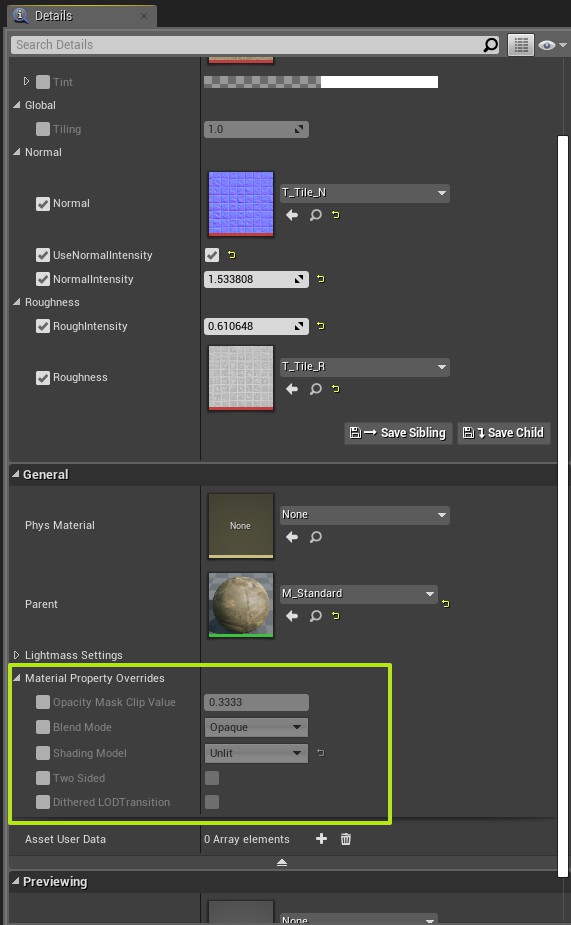 Details
Search Details
Tint
Global
Tiling 1.0
Normal
T_Tile_N
Normal
UseNormalIntensity
NormalIntensity 1.533808
Roughness
RoughIntensity 0.610648
T_Tile_R
Roughness
Save Sibling Save Child
General
None
Phys Material None
M_Standard
Parent
Lightmass Settings
Material Property Overrides
Opacity Mask Clip Value 0.3333
Blend Mode Opaque
Shading Model Unlit
Two Sided
Dithered LODTransition
Asset User Data 0 Array elements
Previewing
None